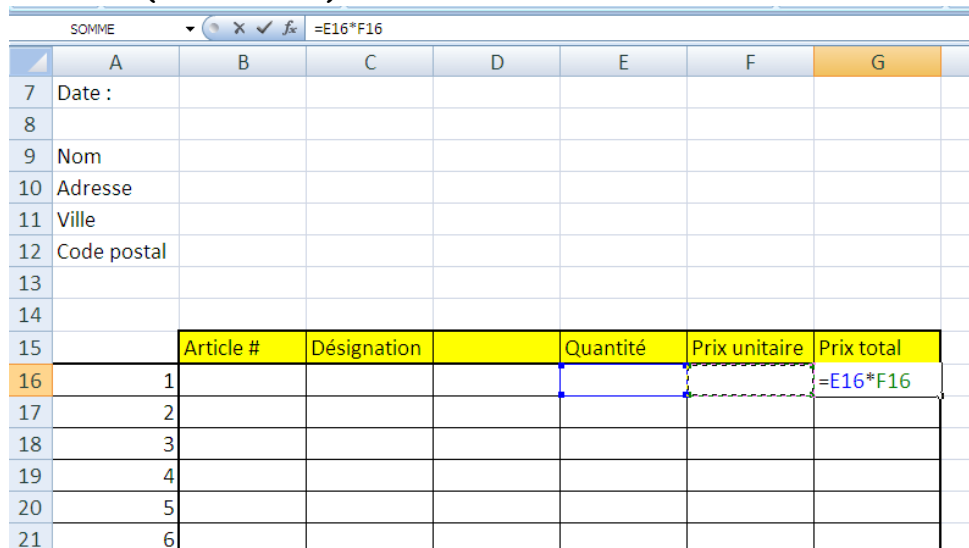 SOMME fx =E16*F16
A B C D E F G
7 Date :
8
9 Nom
10 Adresse
11 Ville
12 Code postal
13
14
15 Article # Désignation Quantité Prix unitaire Prix total
16 1 =E16*F16
17 2
18 3
19 4
20 5
21 6